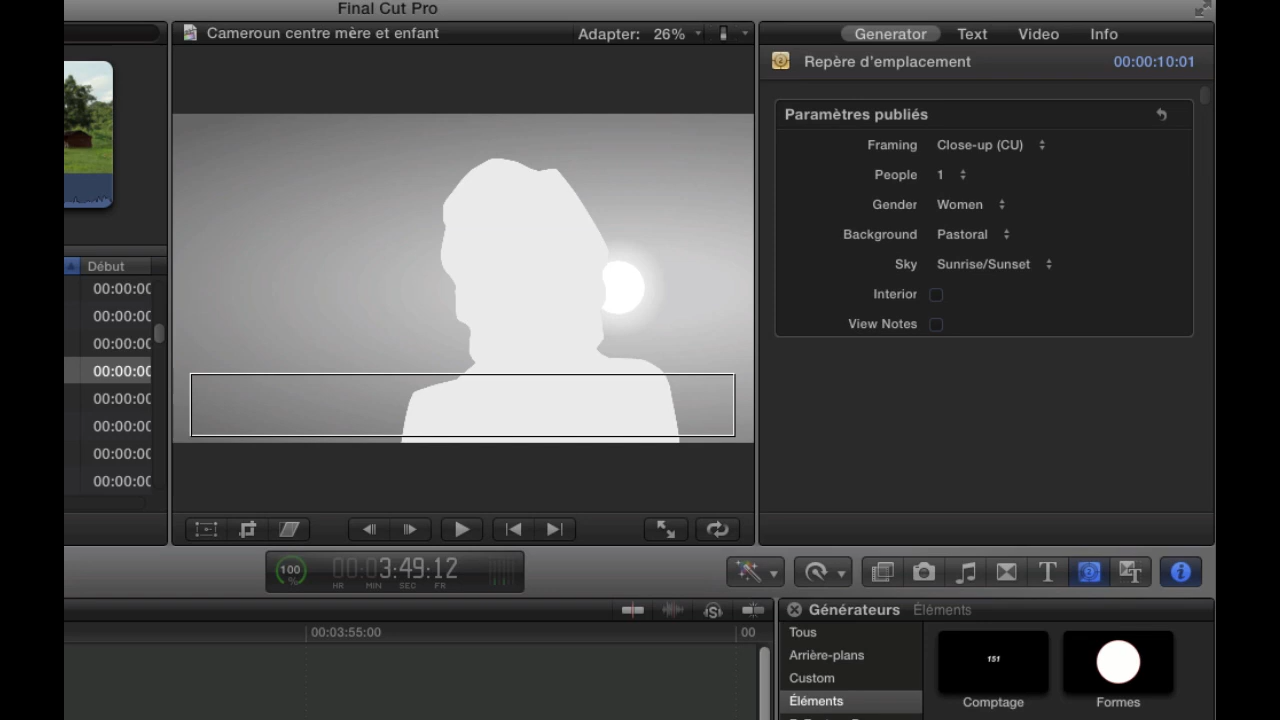 Final Cut Pro
Cameroun centre mère et enfant
Adapter: 26%
Generator Text Video Info
Repère d'emplacement 00:00:10:01
Paramètres publiés
Framing Close-up (CU)
People 1
Gender Women
Background Pastoral
Sky Sunrise/Sunset
Interior
View Notes
Début
00:00:00
00:00:00
00:00:00
00:00:00
00:00:00
00:00:00
00:00:00
00:00:00
100 %
00:03:49:12
HR MIN SEC FR
00:03:55:00
00
Générateurs Éléments
Tous
Arrière-plans
Custom
Éléments
151
Comptage
Formes